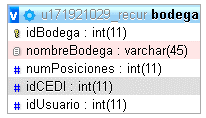 v u171921029_recur bodega
idBodega : int(11)
nombreBodega : varchar(45)
# numPosiciones : int(11)
# idCEDI : int(11)
# idUsuario : int(11)